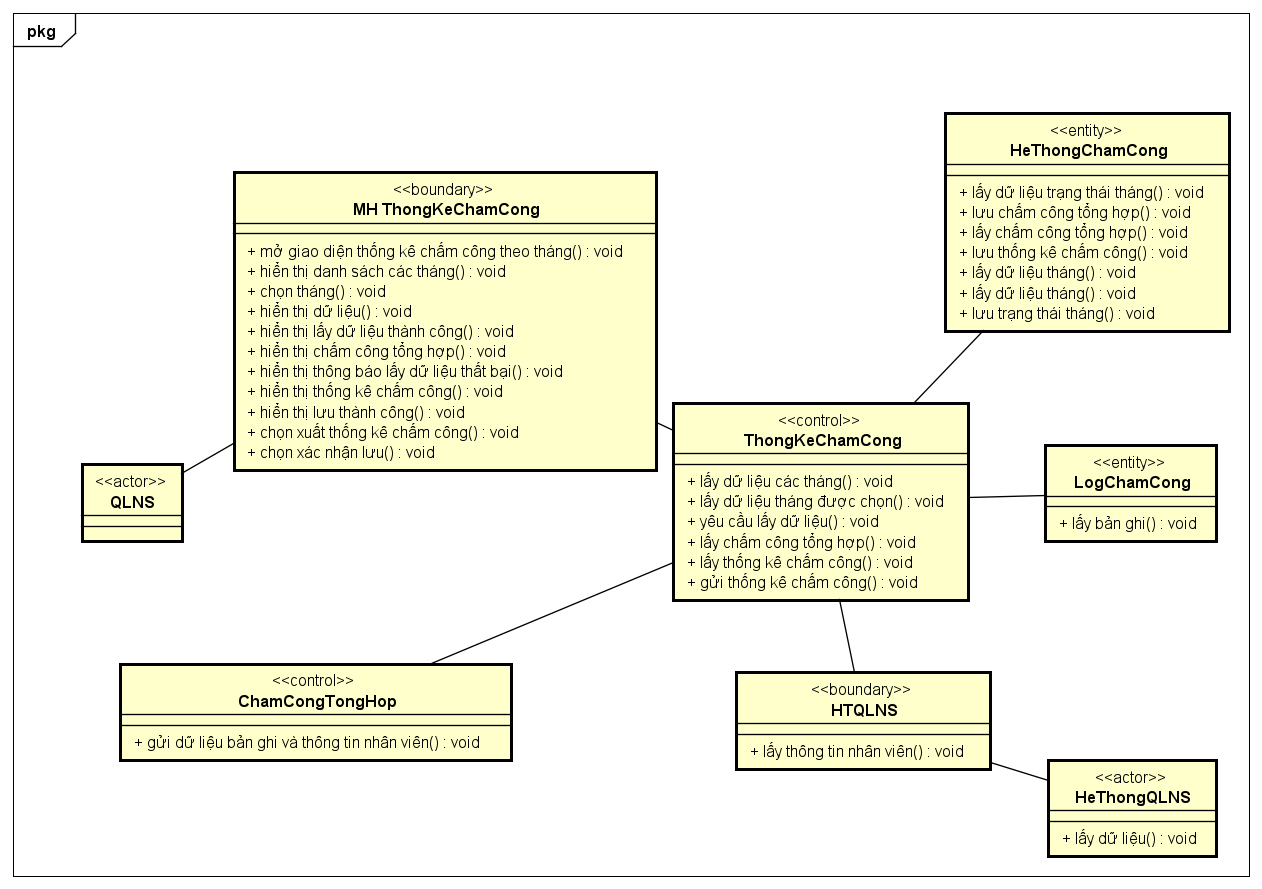 pkg
<<boundary>>
MH ThongKeChamCong
+ mở giao diện thống kê chấm công theo tháng() : void
+ hiển thị danh sách các tháng() : void
+ chọn tháng() : void
+ hiển thị dữ liệu() : void
+ hiển thị lấy dữ liệu thành công() : void
+ hiển thị chấm công tổng hợp() : void
+ hiển thị thông báo lấy dữ liệu thất bại() : void
+ hiển thị thống kê chấm công() : void
+ hiển thị lưu thành công() : void
+ chọn xuất thống kê chấm công() : void
+ chọn xác nhận lưu() : void
<<entity>>
HeThongChamCong
+ lấy dữ liệu trạng thái tháng() : void
+ lưu chấm công tổng hợp() : void
+ lấy chấm công tổng hợp() : void
+ lưu thống kê chấm công() : void
+ lấy dữ liệu tháng() : void
+ lấy dữ liệu tháng() : void
+ lưu trạng thái tháng() : void
<<actor>>
QLNS
<<control>>
ThongKeChamCong
+ lấy dữ liệu các tháng() : void
+ lấy dữ liệu tháng được chọn() : void
+ yêu cầu lấy dữ liệu() : void
+ lấy chấm công tổng hợp() : void
+ lấy thống kê chấm công() : void
+ gửi thống kê chấm công() : void
<<entity>>
LogChamCong
+ lấy bản ghi() : void
<<control>>
ChamCongTongHop
+ gửi dữ liệu bản ghi và thông tin nhân viên() : void
<<boundary>>
HTQLNS
+ lấy thông tin nhân viên() : void
<<actor>>
HeThongQLNS
+ lấy dữ liệu() : void